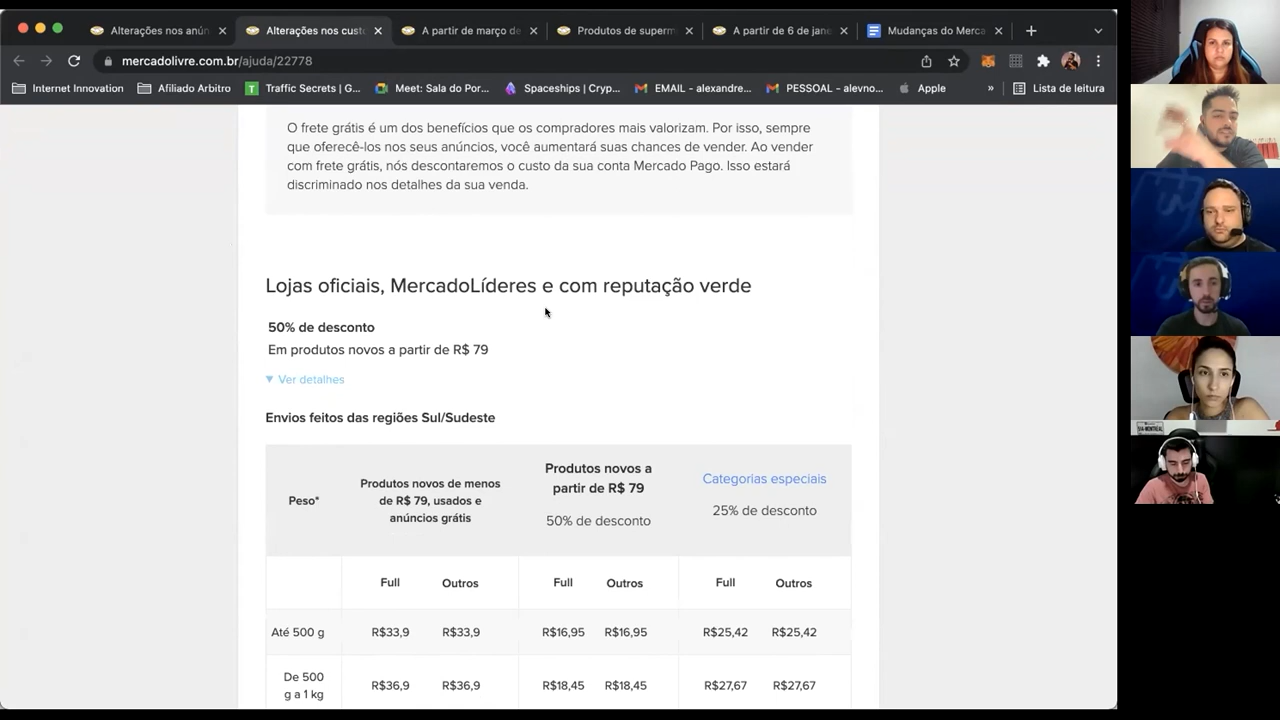 Alterações nos anún
Alterações nos cust
A partir de março de
Produtos de superm
A partir de 6 de jane
Mudanças do Merca
mercadolivre.com.br/ajuda/22778
Internet Innovation
Afiliado Arbitro
Traffic Secrets | G...
Meet: Sala do Por...
Spaceships | Cryp...
EMAIL - alexandre...
PESSOAL — alevno...
Apple
»
Lista de leitura
O frete grátis é um dos benefícios que os compradores mais valorizam. Por isso, sempre
que oferecê-los nos seus anúncios, você aumentará suas chances de vender. Ao vender
com frete grátis, nós descontaremos o custo da sua conta Mercado Pago. Isso estará
discriminado nos detalhes da sua venda.
Lojas oficiais, MercadoLíderes e com reputação verde
50% de desconto
Em produtos novos a partir de R$ 79
▼ Ver detalhes
Envios feitos das regiões Sul/Sudeste
Peso*
Produtos novos de menos
de R$ 79, usados e
anúncios grátis
Produtos novos a
partir de R$ 79
50% de desconto
Categorias especiais
25% de desconto
Full Outros Full Outros Full Outros
Até 500 g R$33,9 R$33,9 R$16,95 R$16,95 R$25,42 R$25,42
De 500
g a 1 kg
R$36,9 R$36,9 R$18,45 R$18,45 R$27,67 R$27,67